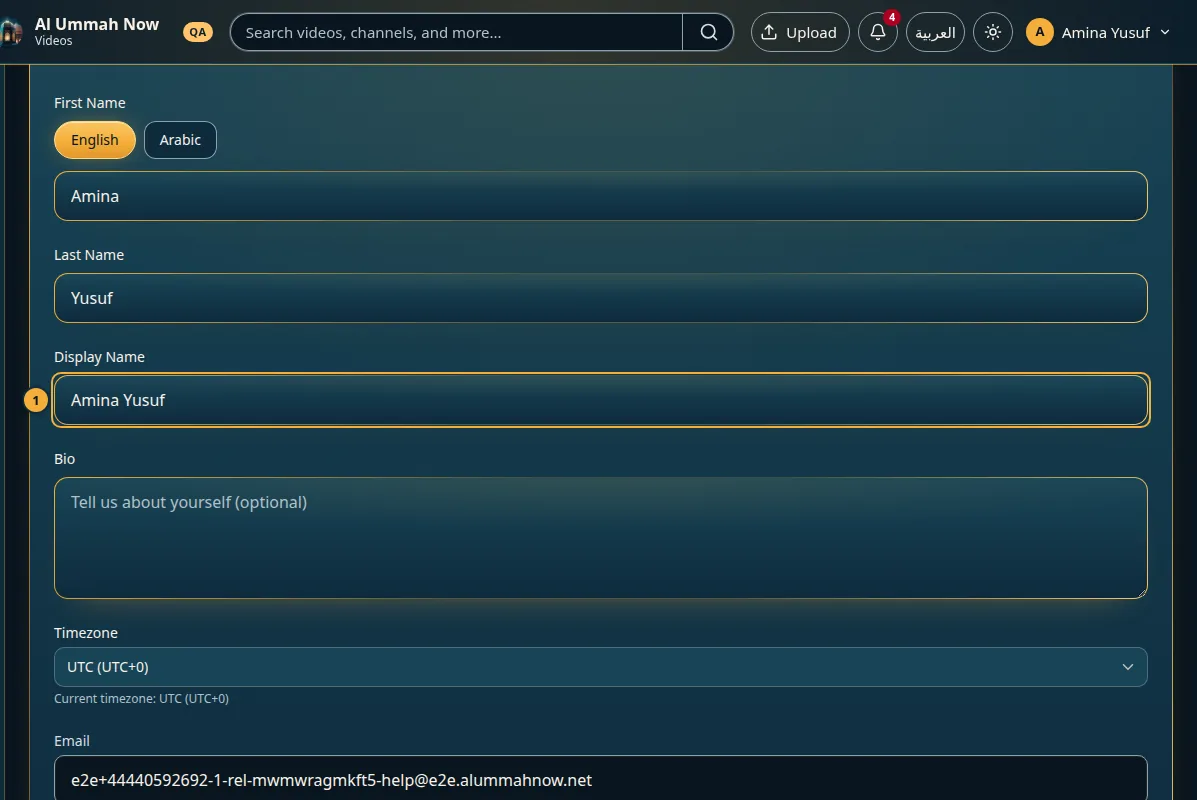 Al Ummah Now
Videos
QA
Search videos, channels, and more...
Upload
4
العربية
A
Amina Yusuf
First Name
English
Arabic
Amina
Last Name
Yusuf
Display Name
1
Amina Yusuf
Bio
Tell us about yourself (optional)
Timezone
UTC (UTC+0)
Current timezone: UTC (UTC+0)
Email
e2e+44440592692-1-rel-mwmwragmkft5-help@e2e.alummahnow.net